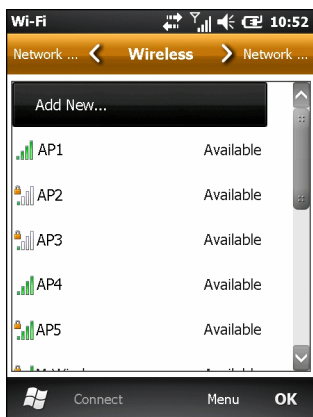 Wi-Fi 10:52
Network ... Wireless Network ...
Add New...
AP1 Available
AP2 Available
AP3 Available
AP4 Available
AP5 Available
Connect Menu OK